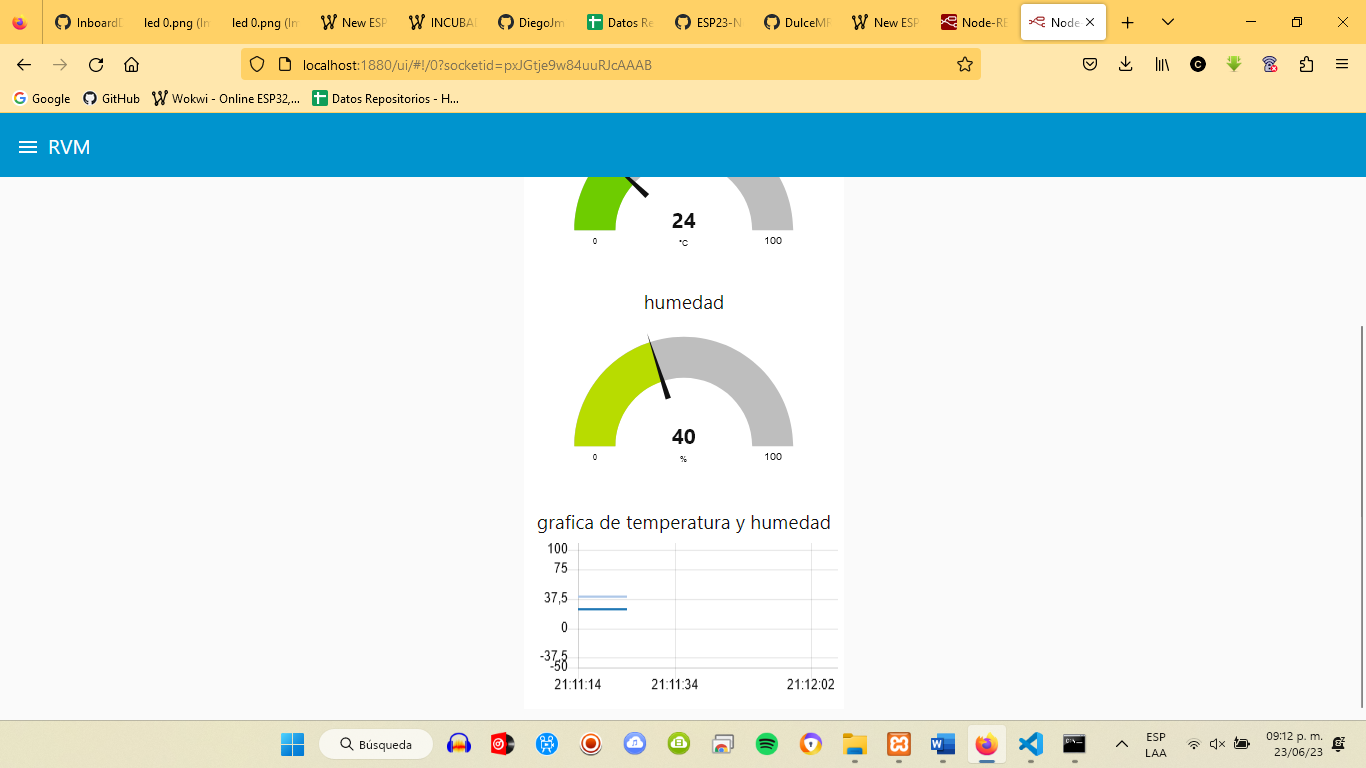 InboardD
led 0.png (Im
led 0.png (Im
New ESP
INCUBA
DiegoJm
Datos Re
ESP23-N
DulceMF
New ESP
Node-RE
Node-
localhost:1880/ui/#!/0?socketid=pxJGtje9w84uuRJcAAAB
Google
GitHub
Wokwi - Online ESP32,...
Datos Repositorios - H...
RVM
24
°C
0
100
humedad
40
%
0
100
grafica de temperatura y humedad
100
75
37,5
0
-37,5
-50
21:11:14
21:11:34
21:12:02
Búsqueda
ESP
LAA
09:12 p. m.
23/06/23